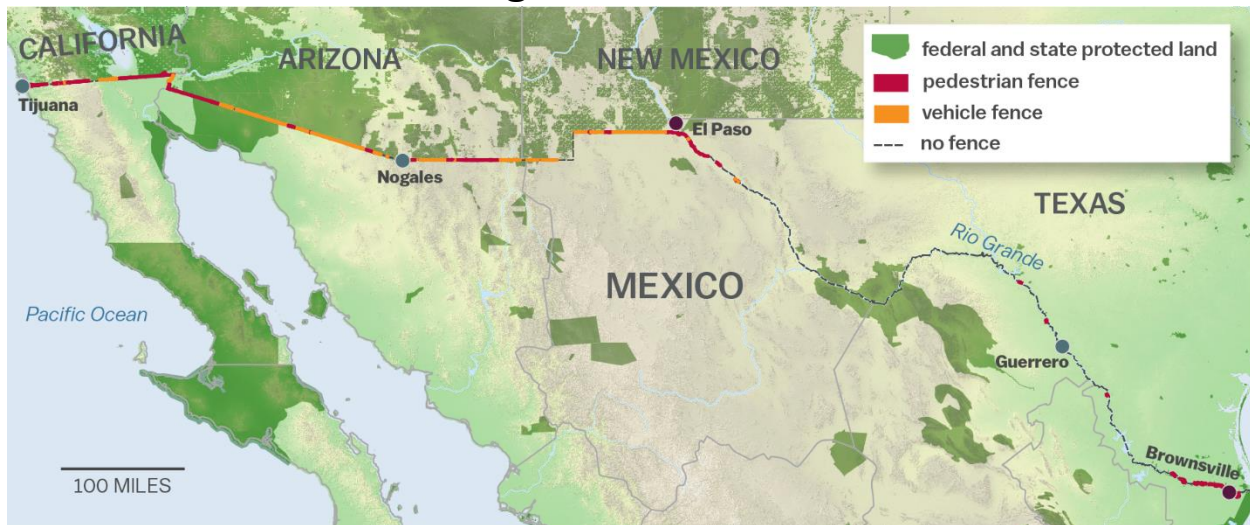 CALIFORNIA
ARIZONA
NEW MEXICO
federal and state protected land
pedestrian fence
vehicle fence
no fence
Tijuana
El Paso
Nogales
TEXAS
Rio Grande
MEXICO
Pacific Ocean
Guerrero
Brownsville
100 MILES